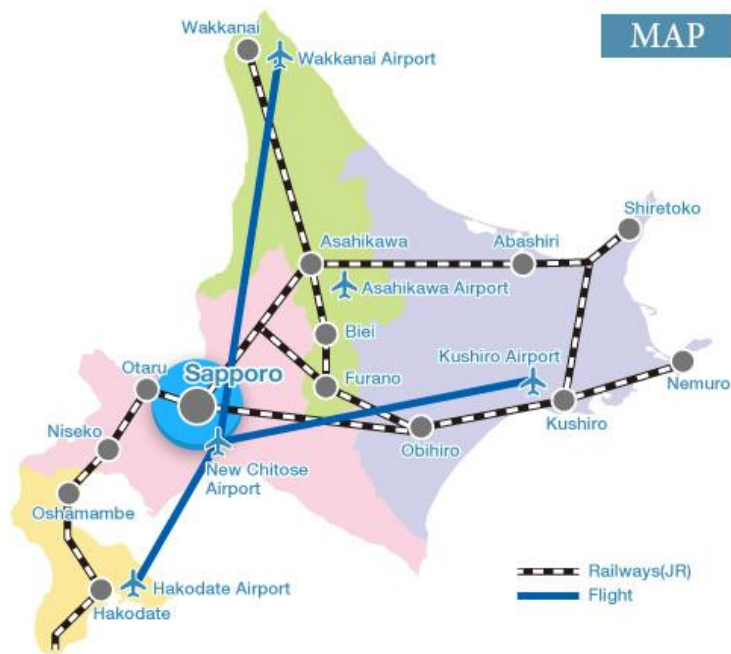 MAP
Wakkanai
Wakkanai Airport
Shiretoko
Asahikawa
Abashiri
Asahikawa Airport
Biei
Kushiro Airport
Otaru
Sapporo
Furano
Nemuro
Niseko
Kushiro
Obihiro
New Chitose
Airport
Oshamambe
Hakodate Airport
Hakodate
Railways(JR)
Flight